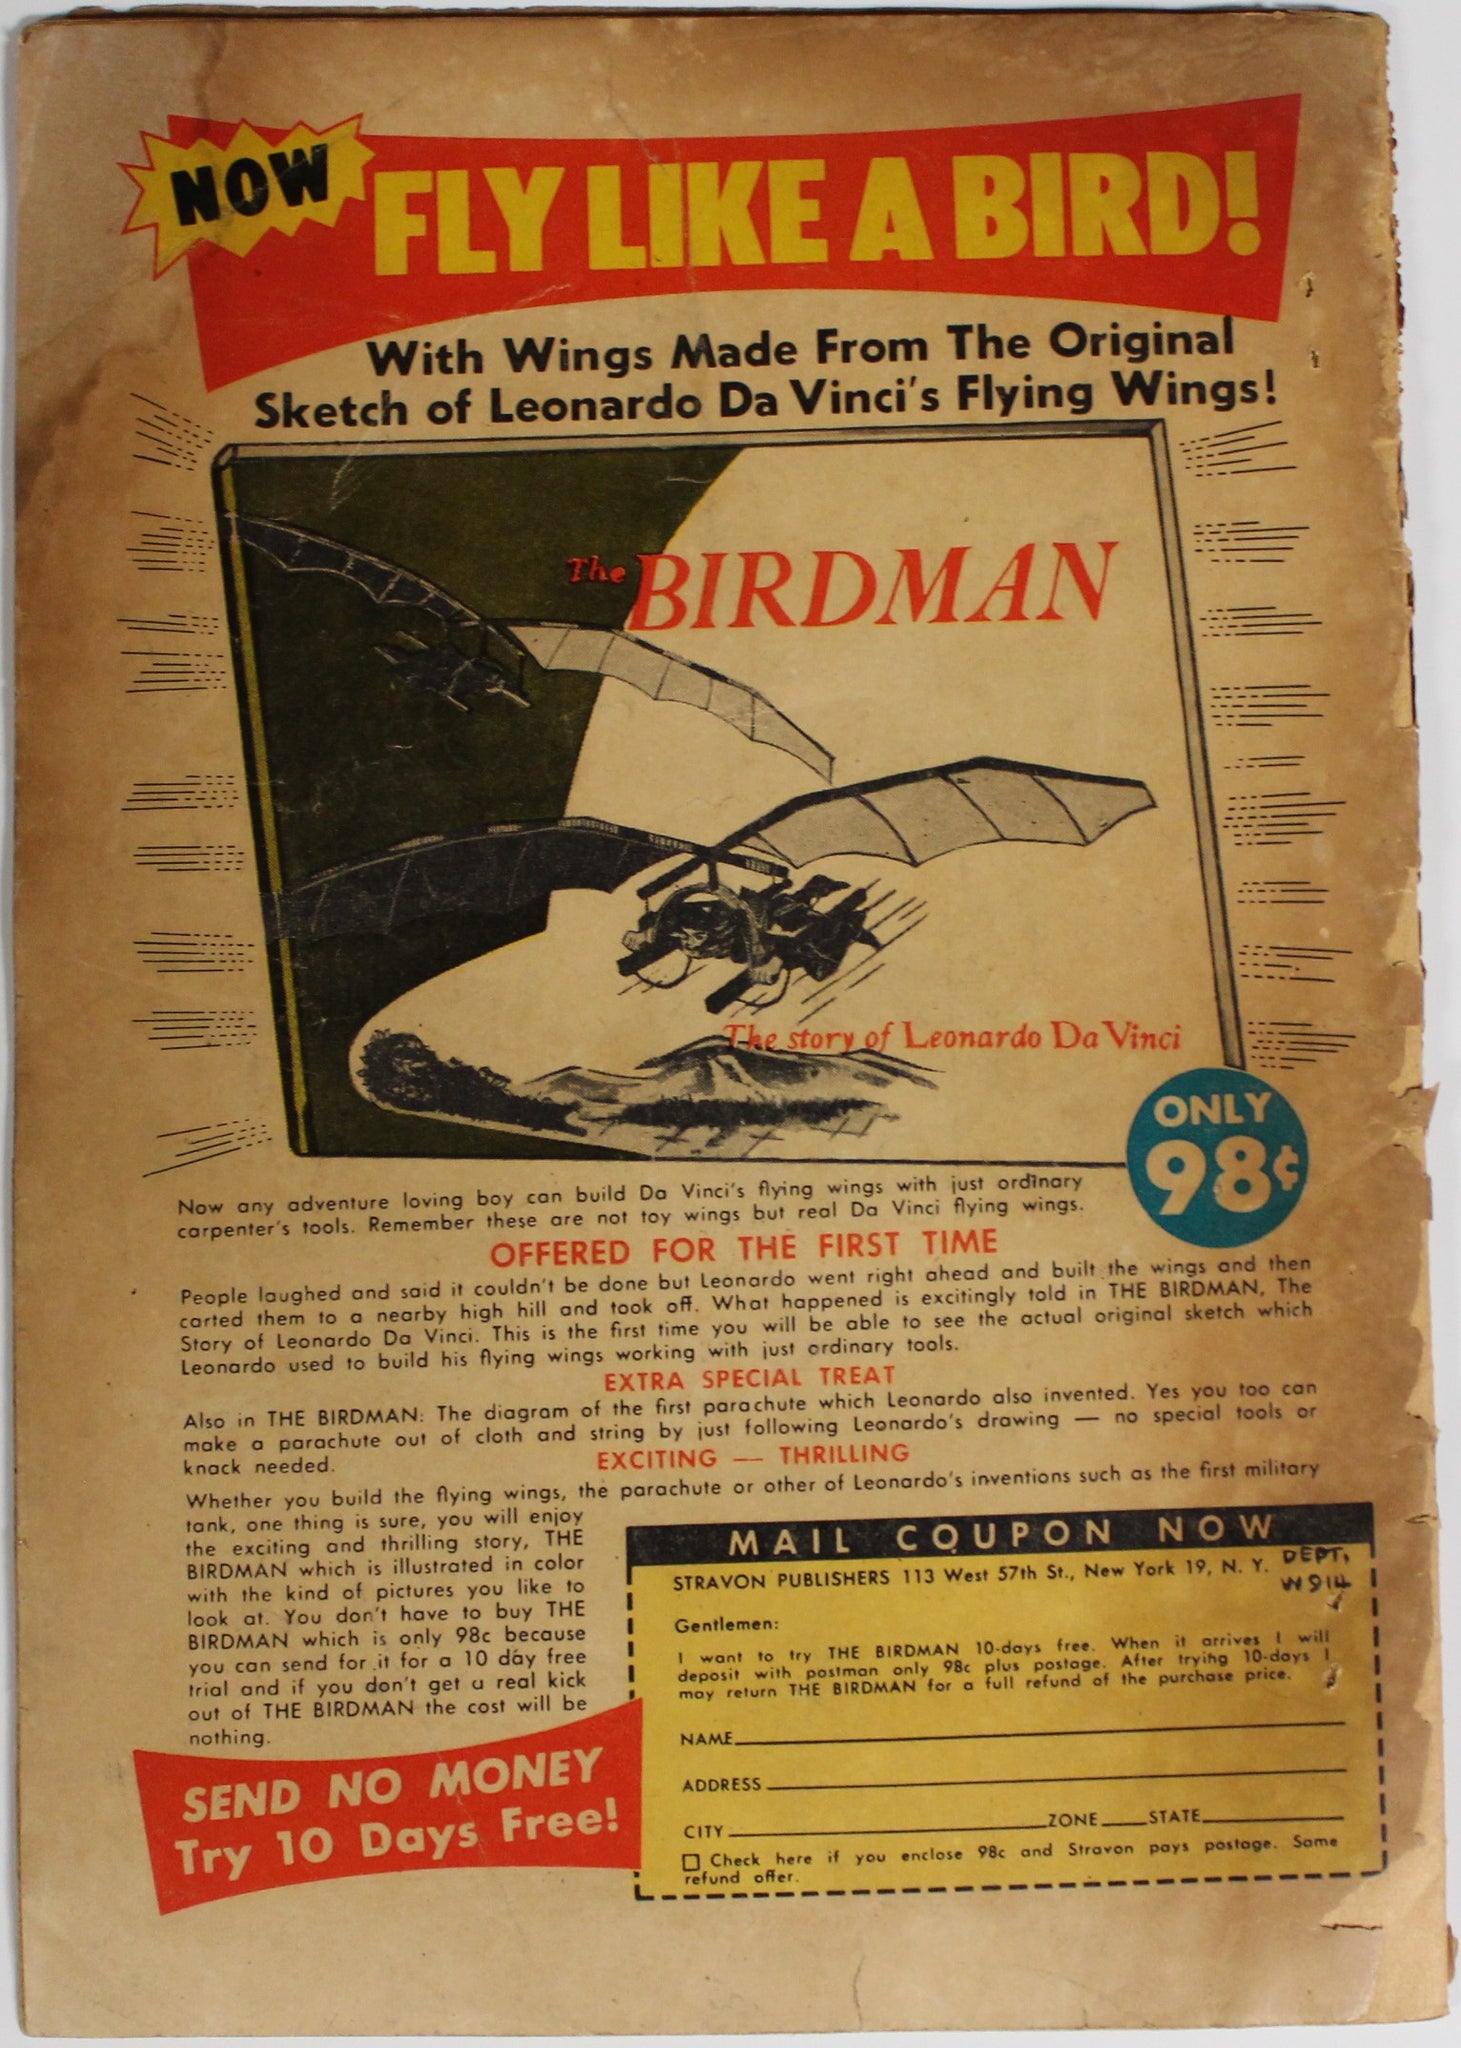 NOW
FLY LIKE A BIRD!
With Wings Made From The Original
Sketch of Leonardo Da Vinci's Flying Wings!
The BIRDMAN
The story of Leonardo Da Vinci
ONLY
98¢
Now any adventure loving boy can build Da Vinci's flying wings with just ordinary
carpenter's tools. Remember these are not toy wings but real Da Vinci flying wings.
OFFERED FOR THE FIRST TIME
People laughed and said it couldn't be done but Leonardo went right ahead and built the wings and then
carted them to a nearby high hill and took off. What happened is excitingly told in THE BIRDMAN, The
Story of Leonardo Da Vinci. This is the first time you will be able to see the actual original sketch which
Leonardo used to build his flying wings working with just ordinary tools.
EXTRA SPECIAL TREAT
Also in THE BIRDMAN: The diagram of the first parachute which Leonardo also invented. Yes you too can
make a parachute out of cloth and string by just following Leonardo's drawing — no special tools or
knack needed.
EXCITING — THRILLING
Whether you build the flying wings, the parachute or other of Leonardo's inventions such as the first military
tank, one thing is sure, you will enjoy
the exciting and thrilling story, THE
BIRDMAN which is illustrated in color
with the kind of pictures you like to
look at. You don't have to buy THE
BIRDMAN which is only 98c because
you can send for it for a 10 day free
trial and if you don't get a real kick
out of THE BIRDMAN the cost will be
nothing.
SEND NO MONEY
Try 10 Days Free!
MAIL COUPON NOW
STRAVON PUBLISHERS 113 West 57th St., New York 19, N. Y. DEPT.
W914
Gentlemen:
I want to try THE BIRDMAN 10-days free. When it arrives I will
deposit with postman only 98c plus postage. After trying 10-days I
may return THE BIRDMAN for a full refund of the purchase price.
NAME
ADDRESS
CITY ZONE STATE
Check here if you enclose 98c and Stravon pays postage. Same
refund offer.